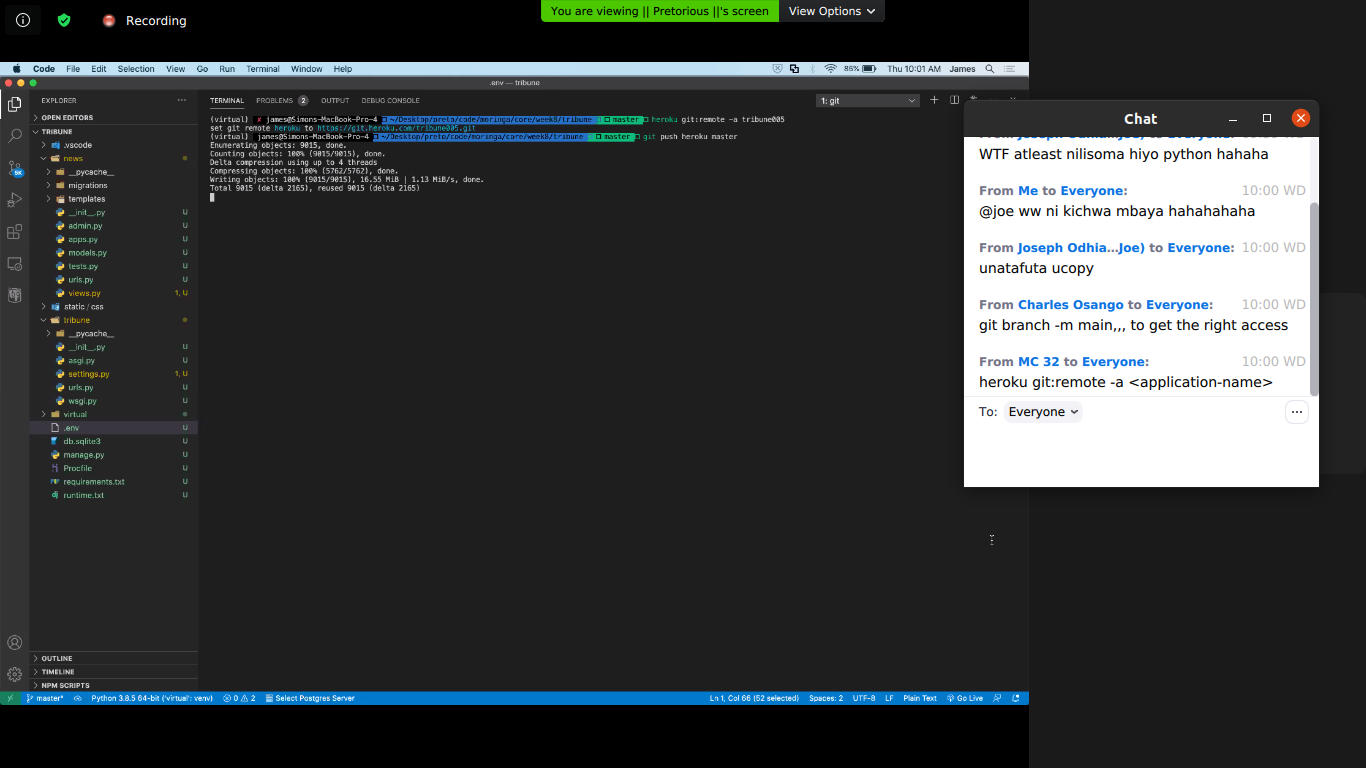 Recording
You are viewing || Pretorious ||'s screen
View Options
Code File Edit Selection View Go Run Terminal Window Help
86%
Thu 10:01 AM James
.env — tribune
EXPLORER
OPEN EDITORS
TRIBUNE
.vscode
news
__pycache__
migrations
templates
__init__.py U
admin.py U
apps.py U
models.py U
tests.py U
urls.py U
views.py 1, U
static / css
tribune
__pycache__
__init__.py U
asgi.py U
settings.py 1, U
urls.py U
wsgi.py U
virtual
.env U
db.sqlite3 U
manage.py U
Procfile U
requirements.txt U
runtime.txt U
OUTLINE
TIMELINE
NPM SCRIPTS
TERMINAL PROBLEMS 2 OUTPUT DEBUG CONSOLE
1: git
(virtual) ✗ james@Simons-MacBook-Pro-4 ~/Desktop/preto/code/moringa/core/week8/tribune master heroku git:remote -a tribune005
set git remote heroku to https://git.heroku.com/tribune005.git
(virtual) james@Simons-MacBook-Pro-4 ~/Desktop/preto/code/moringa/core/week8/tribune master git push heroku master
Enumerating objects: 9015, done.
Counting objects: 100% (9015/9015), done.
Delta compression using up to 4 threads
Compressing objects: 100% (5762/5762), done.
Writing objects: 100% (9015/9015), 16.55 MiB | 1.13 MiB/s, done.
Total 9015 (delta 2165), reused 9015 (delta 2165)
master* Python 3.8.5 64-bit ('virtual': venv) 0 2 Select Postgres Server
Ln 1, Col 66 (52 selected) Spaces: 2 UTF-8 LF Plain Text Go Live
Chat
WTF atleast nilisoma hiyo python hahaha
From Me to Everyone: 10:00 WD
@joe ww ni kichwa mbaya hahahahaha
From Joseph Odhia...Joe) to Everyone: 10:00 WD
unatafuta ucopy
From Charles Osango to Everyone: 10:00 WD
git branch -m main,,, to get the right access
From MC 32 to Everyone: 10:00 WD
heroku git:remote -a <application-name>
To: Everyone